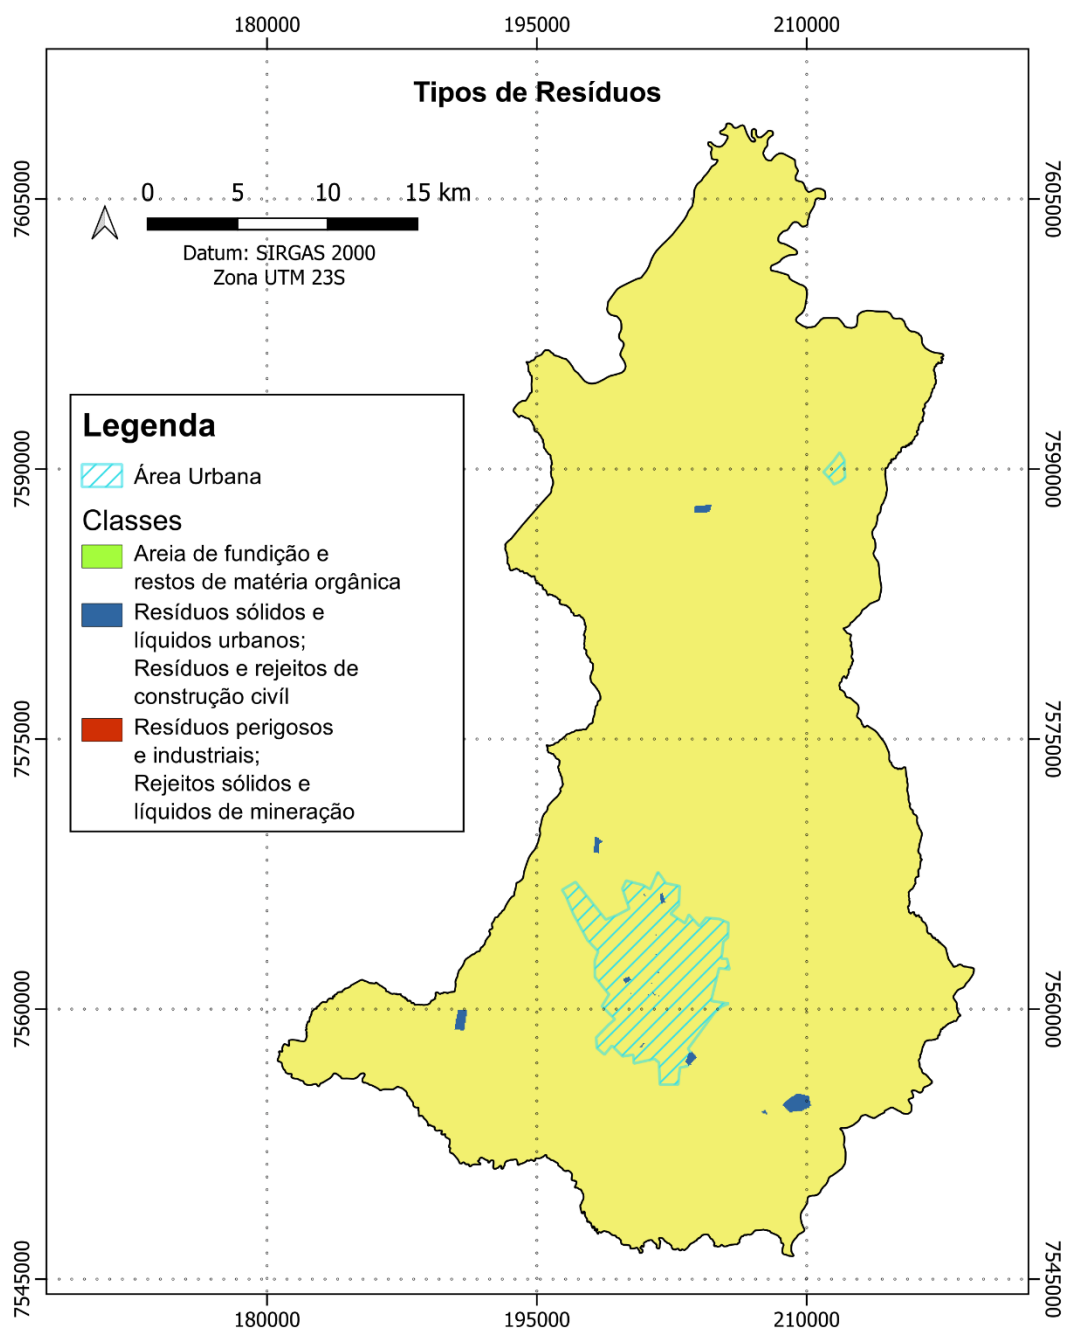 180000 195000 210000
Tipos de Resíduos
0 5 10 15 km
Datum: SIRGAS 2000
Zona UTM 23S
7605000 7605000
Legenda
Área Urbana
Classes
Areia de fundição e
restos de matéria orgânica
Resíduos sólidos e
líquidos urbanos;
Resíduos e rejeitos de
construção civíl
Resíduos perigosos
e industriais;
Rejeitos sólidos e
líquidos de mineração
7590000 7590000
7575000 7575000
7560000 7560000
7545000 7545000
180000 195000 210000